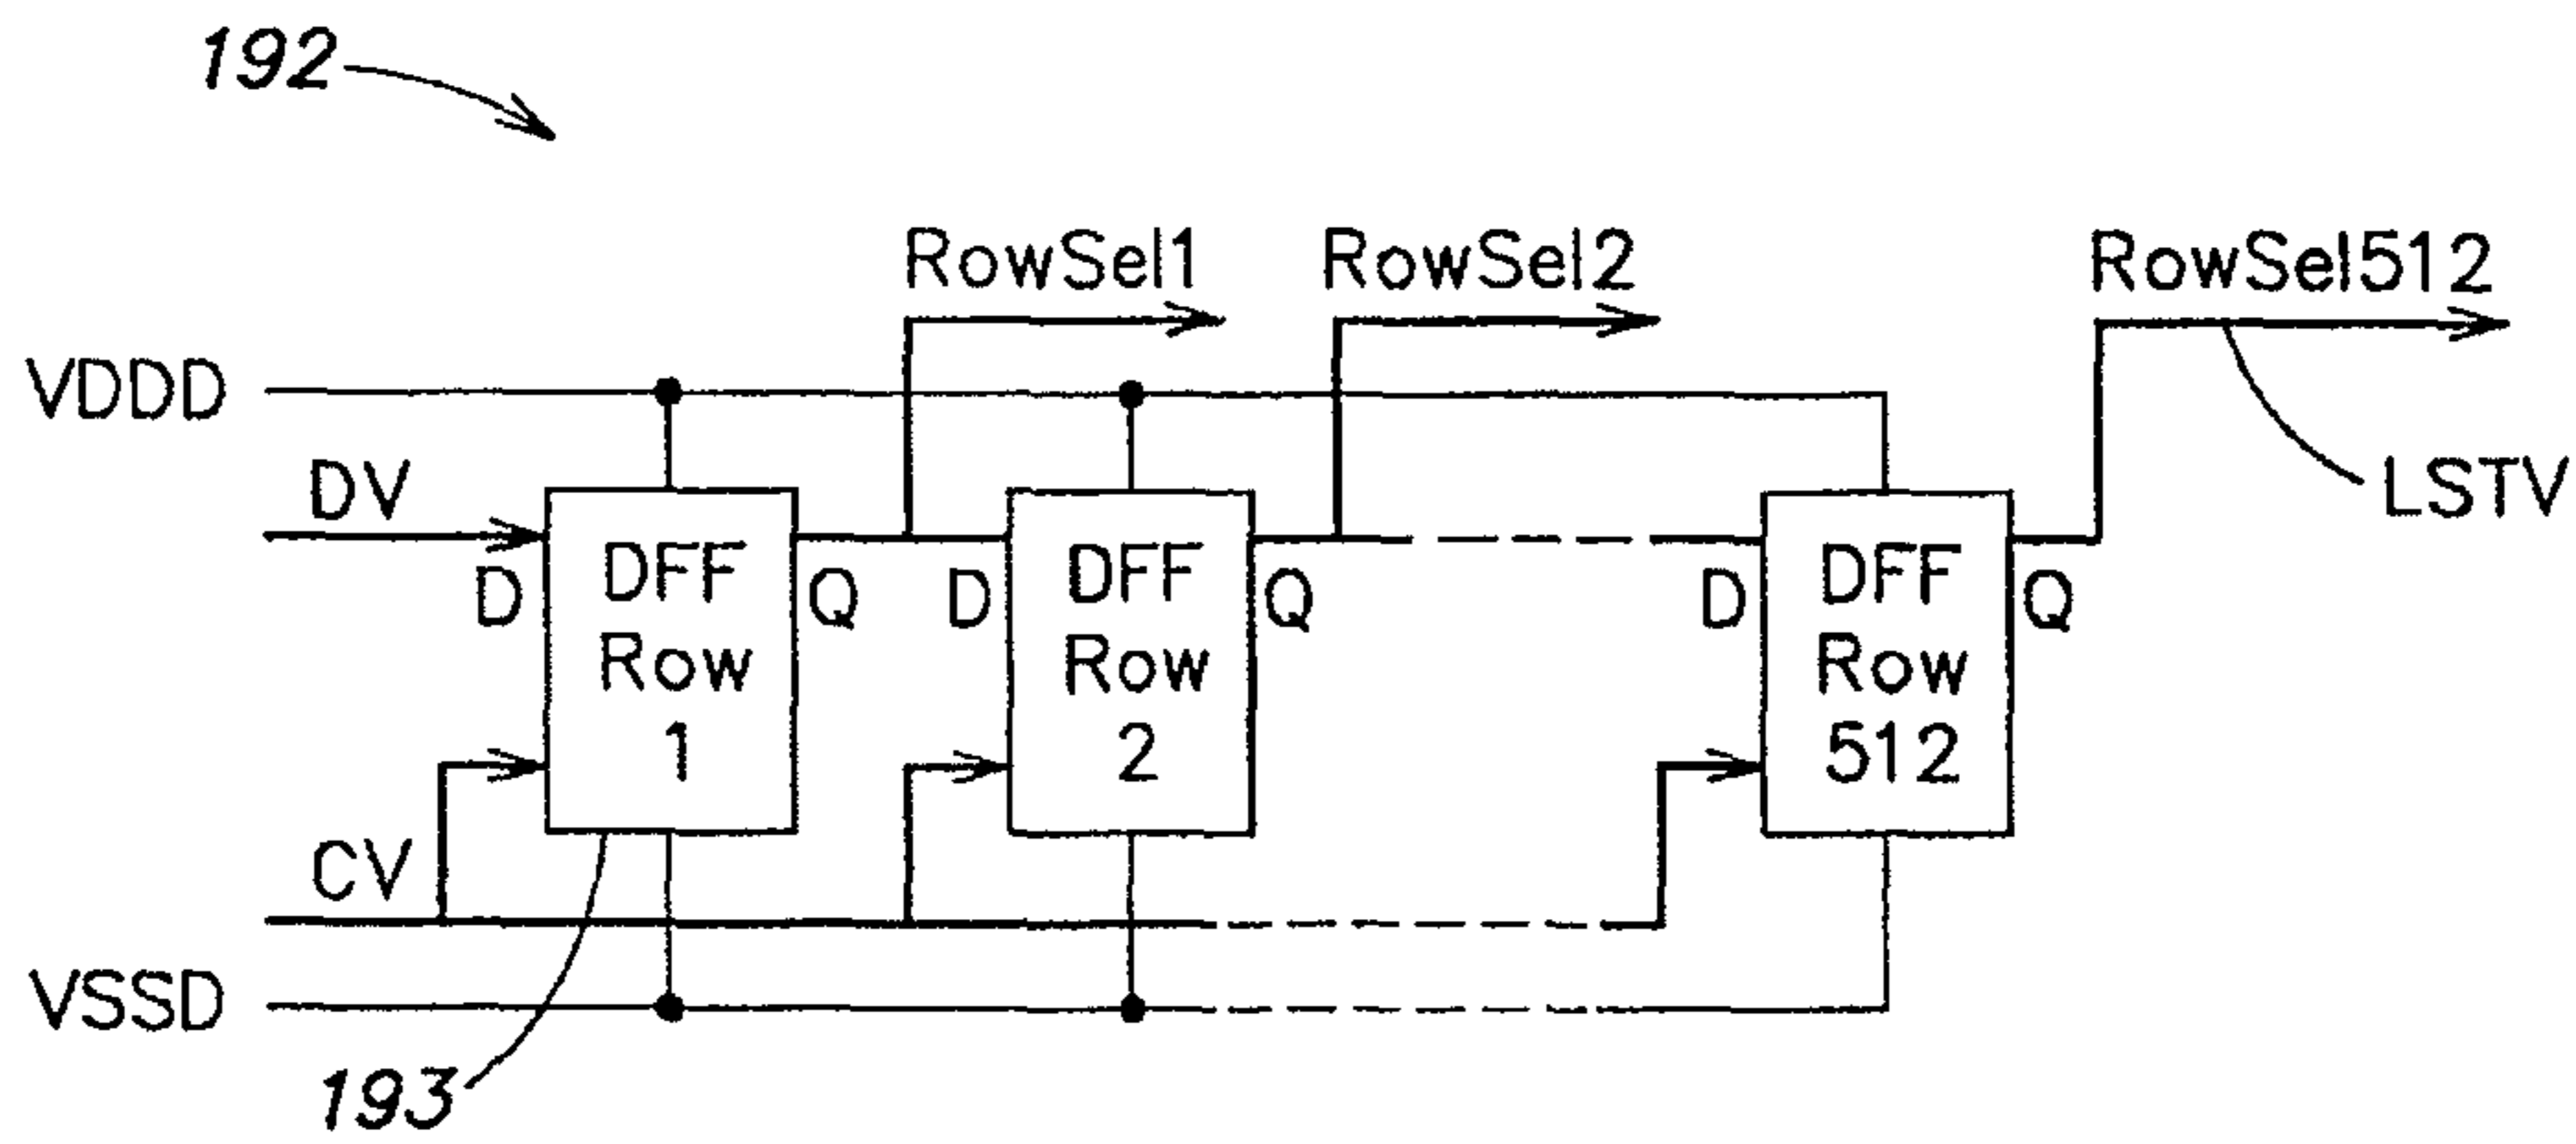 192
RowSel1
RowSel2
RowSel512
VDDD
DV
LSTV
D
DFF
Row
1
Q
D
DFF
Row
2
Q
D
DFF
Row
512
Q
CV
VSSD
193